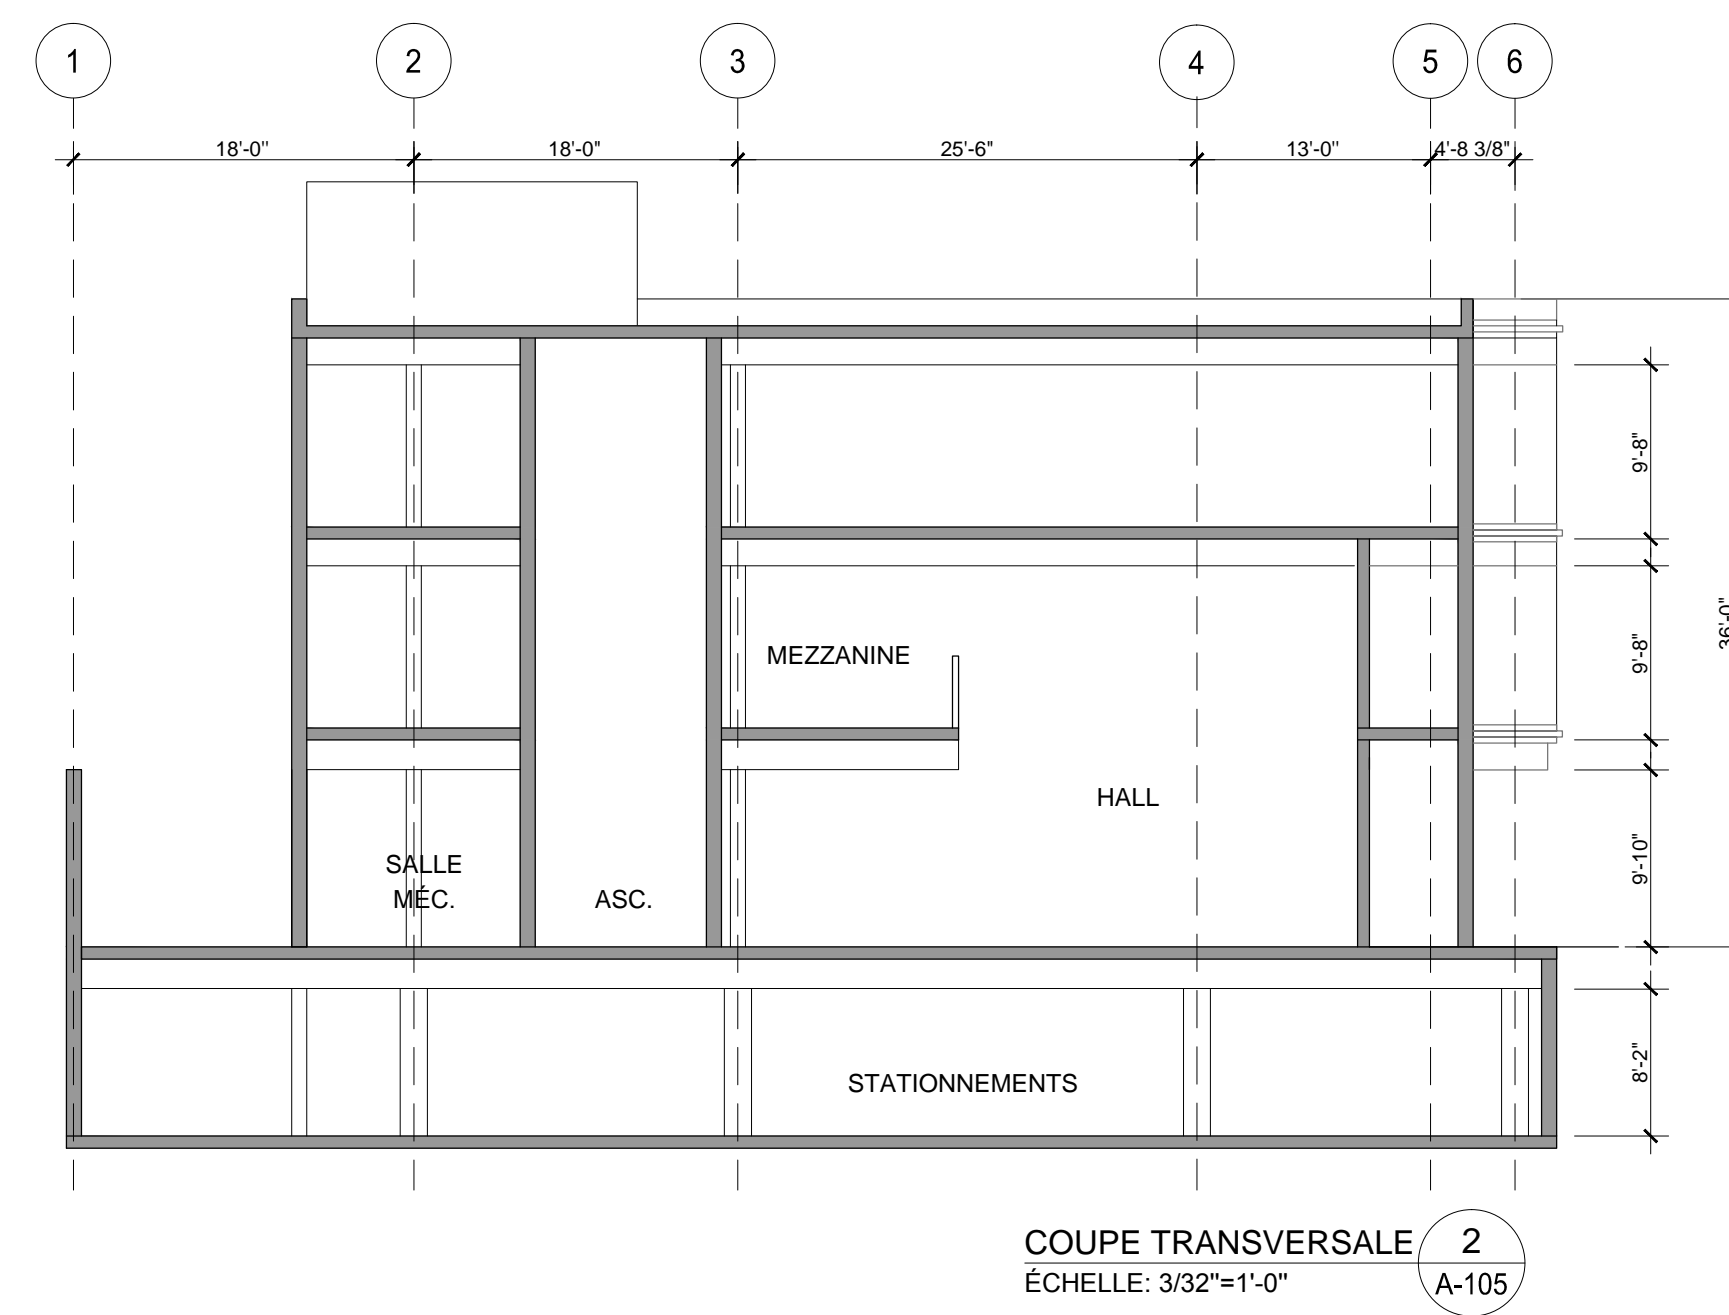 1 2 3 4 5 6
18'-0" 18'-0" 25'-6" 13'-0" 4'-8 3/8"
9'-8"
36'-0"
9'-8"
MEZZANINE
HALL
9'-10"
SALLE
MÉC.
ASC.
8'-2"
STATIONNEMENTS
COUPE TRANSVERSALE
ÉCHELLE: 3/32"=1'-0"
2
A-105